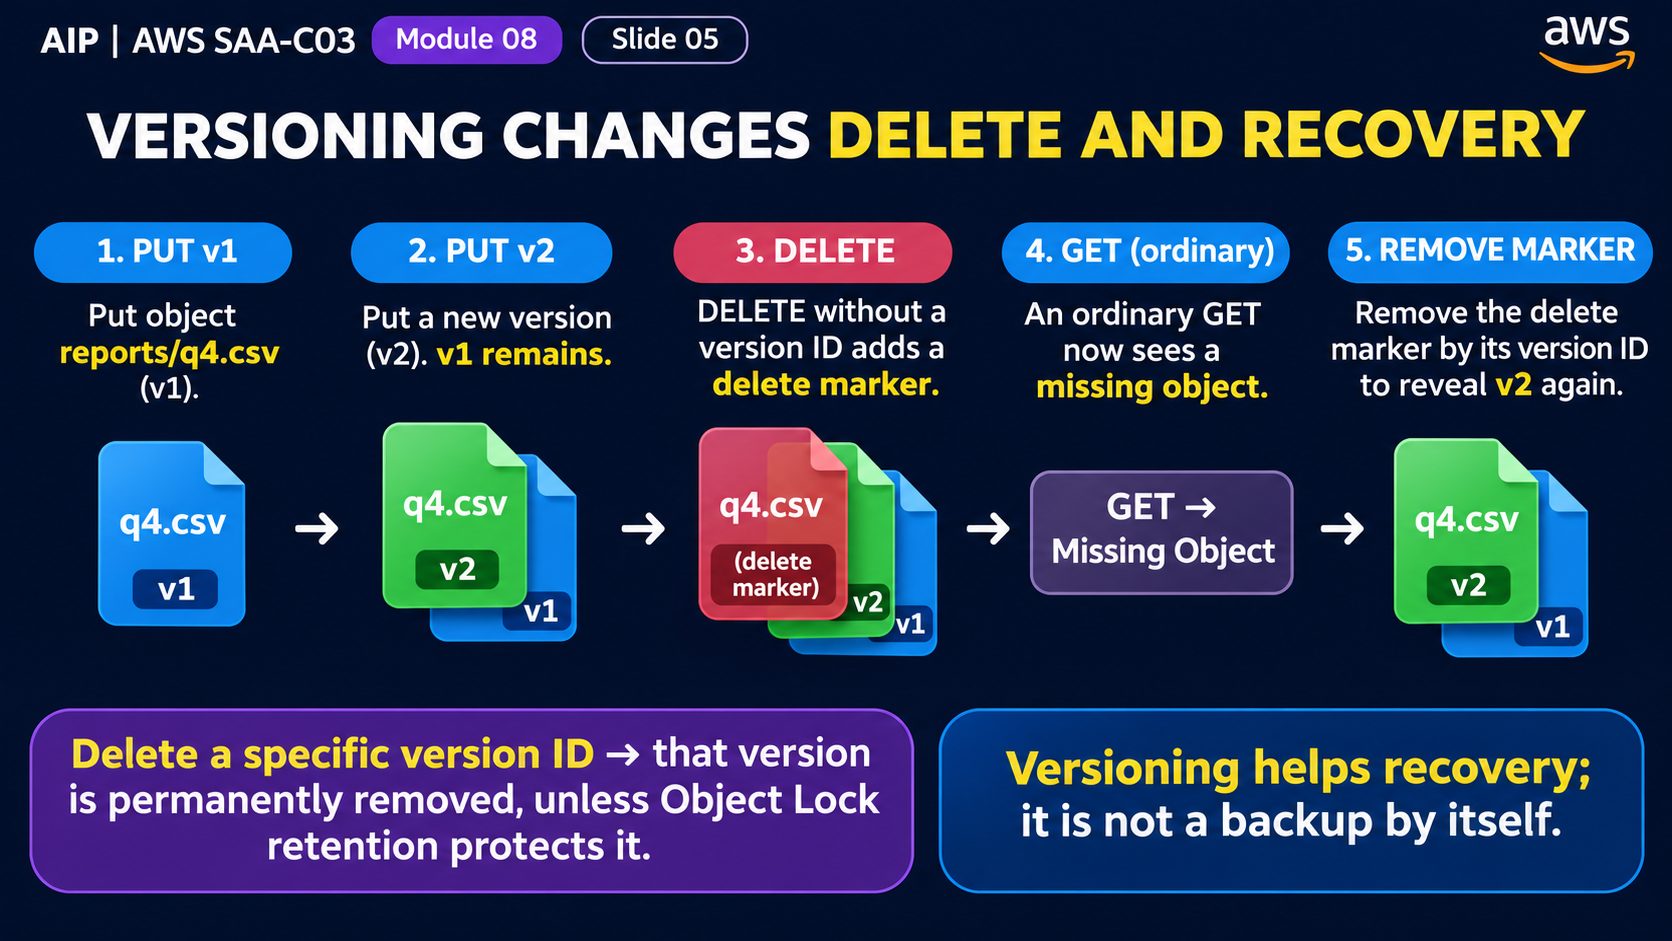 AIP | AWS SAA-C03
Module 08
Slide 05
aws
VERSIONING CHANGES DELETE AND RECOVERY
1. PUT v1
Put object
reports/q4.csv
(v1).
q4.csv
v1
2. PUT v2
Put a new version
(v2). v1 remains.
q4.csv
v2
v1
3. DELETE
DELETE without a
version ID adds a
delete marker.
q4.csv
(delete
marker)
v2
v1
4. GET (ordinary)
An ordinary GET
now sees a
missing object.
GET →
Missing Object
5. REMOVE MARKER
Remove the delete
marker by its version ID
to reveal v2 again.
q4.csv
v2
v1
Delete a specific version ID → that version
is permanently removed, unless Object Lock
retention protects it.
Versioning helps recovery;
it is not a backup by itself.